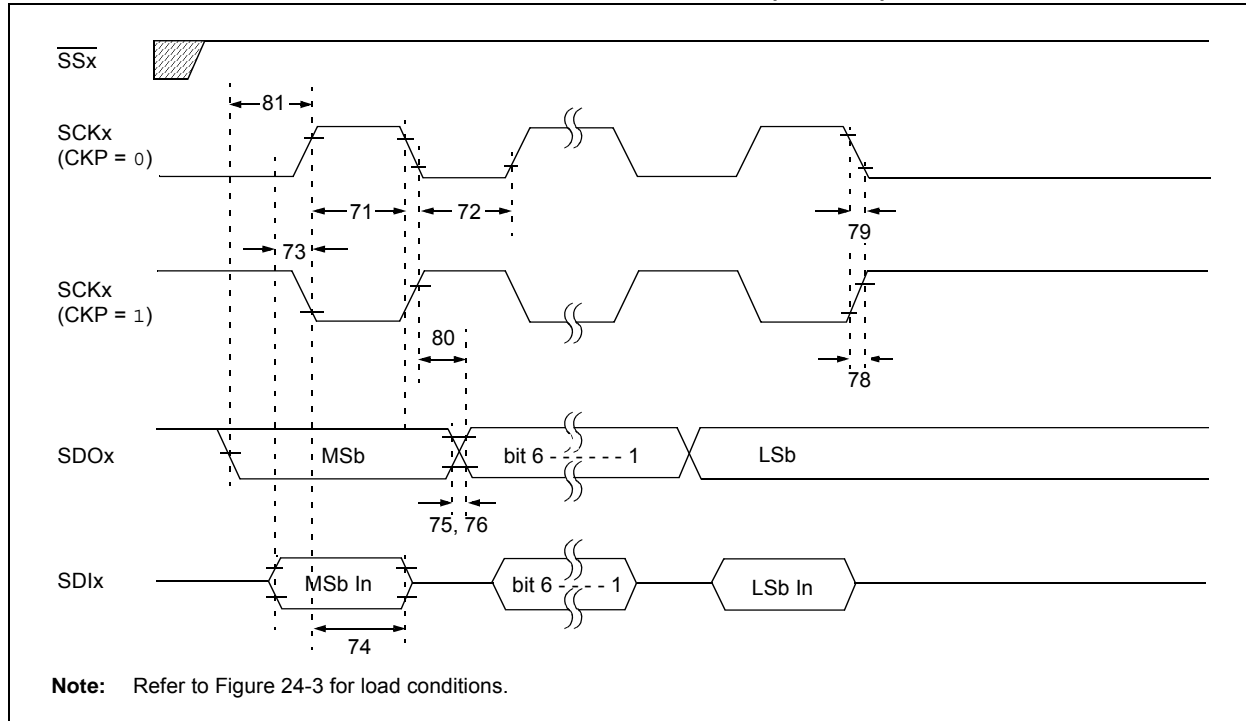 SSx
81
SCKx
(CKP = 0)
71
72
79
73
SCKx
(CKP = 1)
80
78
SDOx
MSb
bit 6 - - - - - - 1
LSb
75, 76
SDIx
MSb In
bit 6 - - - - - 1
LSb In
74
Note: Refer to Figure 24-3 for load conditions.